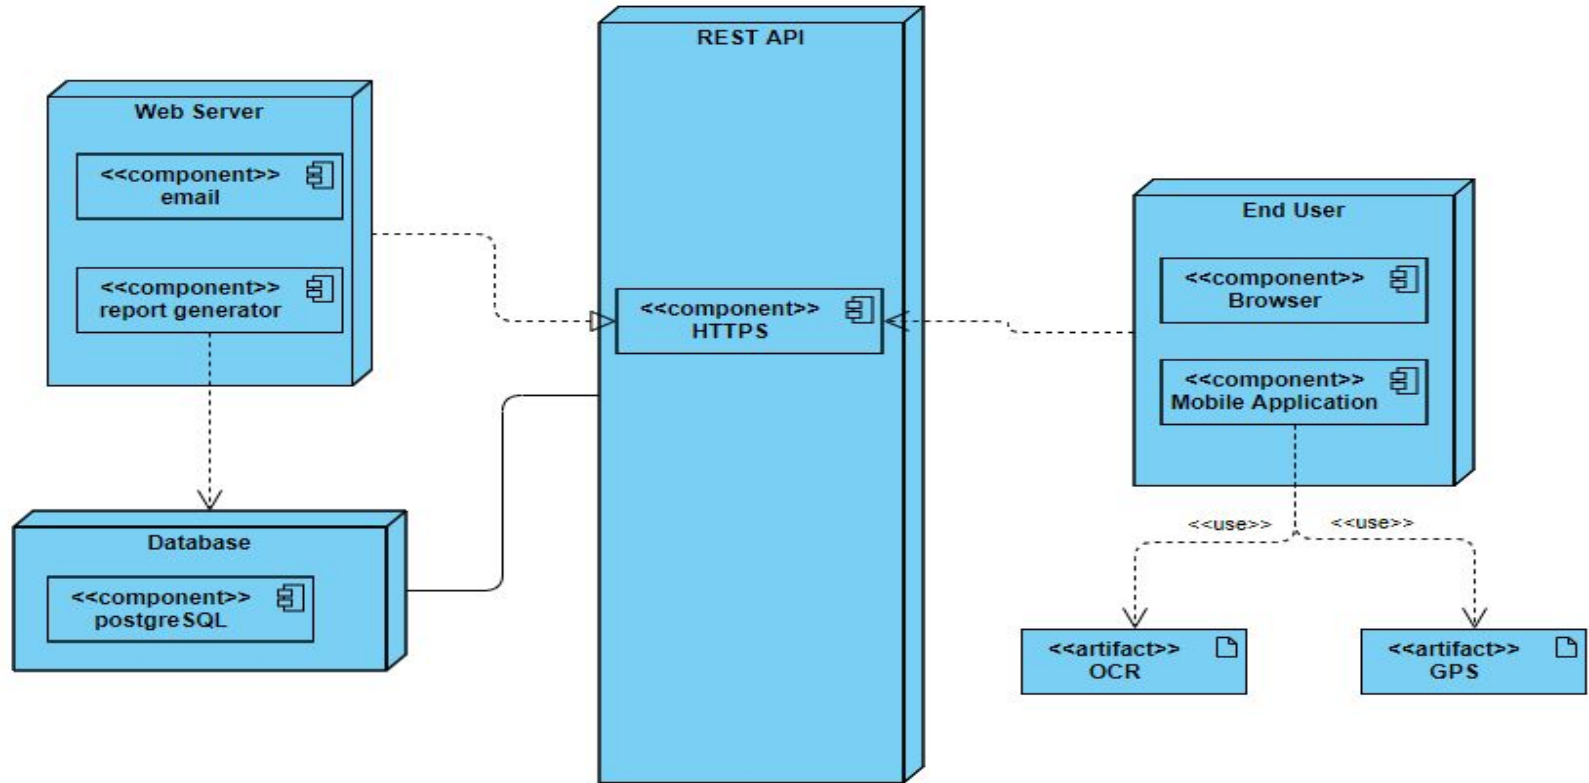 REST API
Web Server
<<component>>
email
<<component>>
report generator
<<component>>
HTTPS
End User
<<component>>
Browser
<<component>>
Mobile Application
Database
<<component>>
postgreSQL
<<use>>
<<use>>
<<artifact>>
OCR
<<artifact>>
GPS